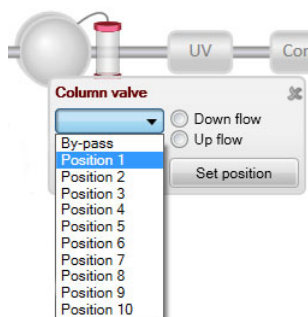 UV
Con
Column valve
Down flow
Up flow
Set position
By-pass
Position 1
Position 2
Position 3
Position 4
Position 5
Position 6
Position 7
Position 8
Position 9
Position 10